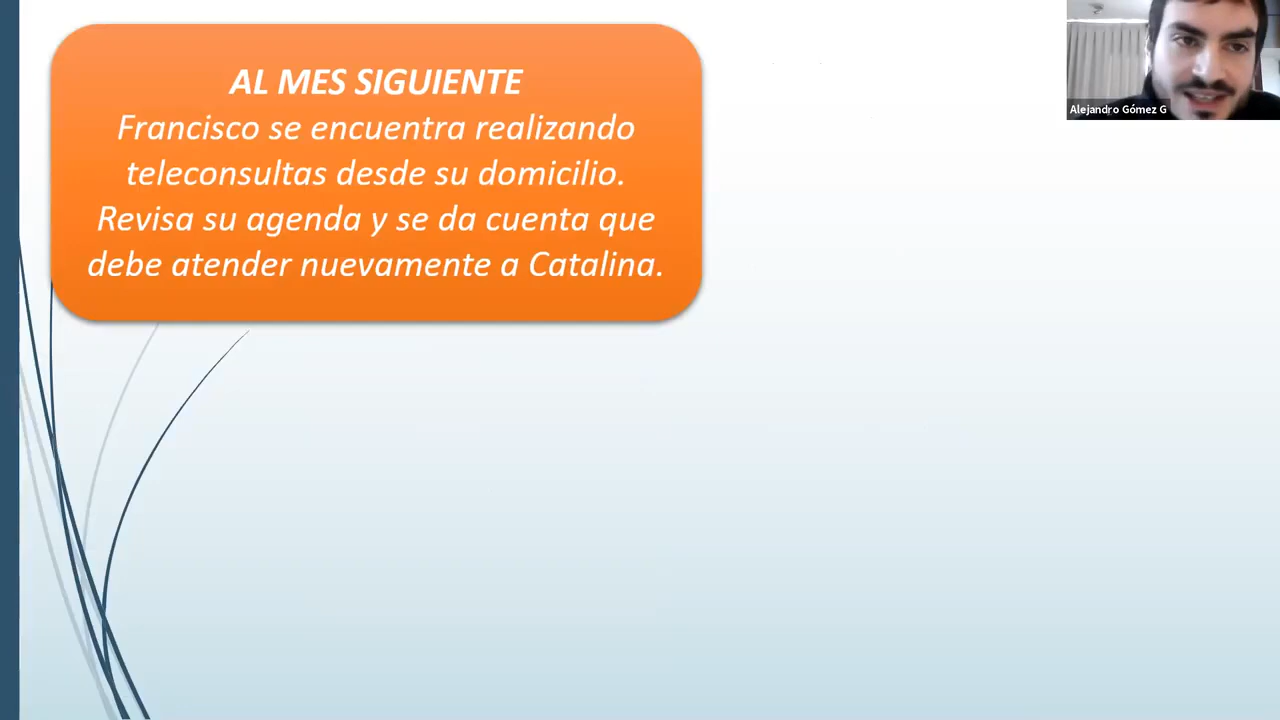 AL MES SIGUIENTE
Francisco se encuentra realizando
teleconsultas desde su domicilio.
Revisa su agenda y se da cuenta que
debe atender nuevamente a Catalina.
Alejandro Gómez G